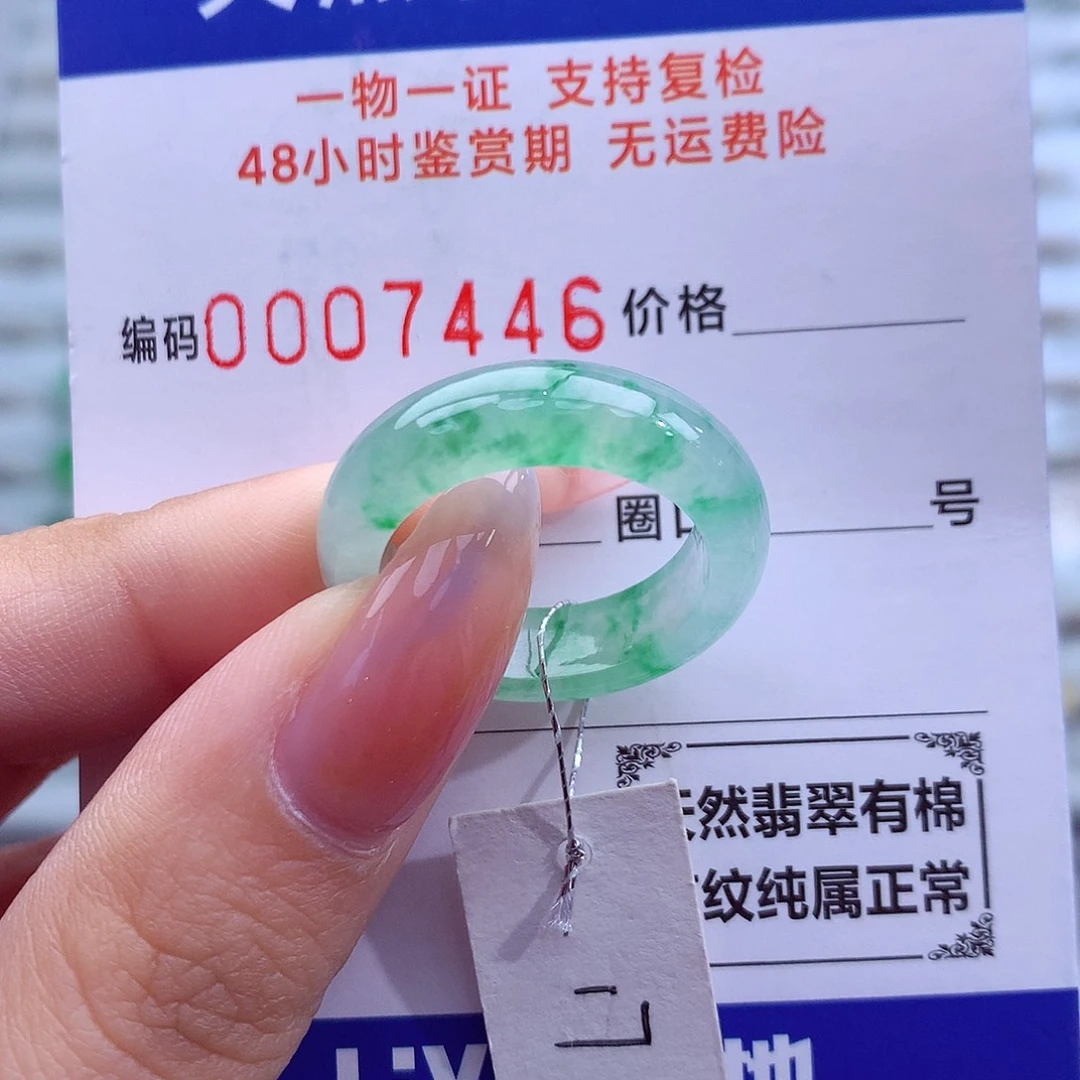 一物一证 支持复检
48小时鉴赏期 无运费险
编码0007446价格
圈 号
然翡翠有棉
纹纯属正常
LiY 地